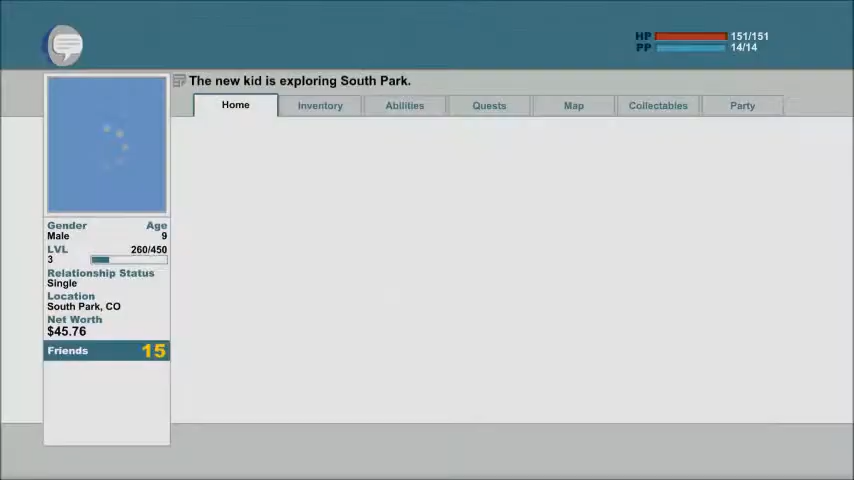 HP 151/151
PP 14/14
The new kid is exploring South Park.
Home Inventory Abilities Quests Map Collectables Party
Gender Age
Male 9
LVL 260/450
3
Relationship Status
Single
Location
South Park, CO
Net Worth
$45.76
Friends 15